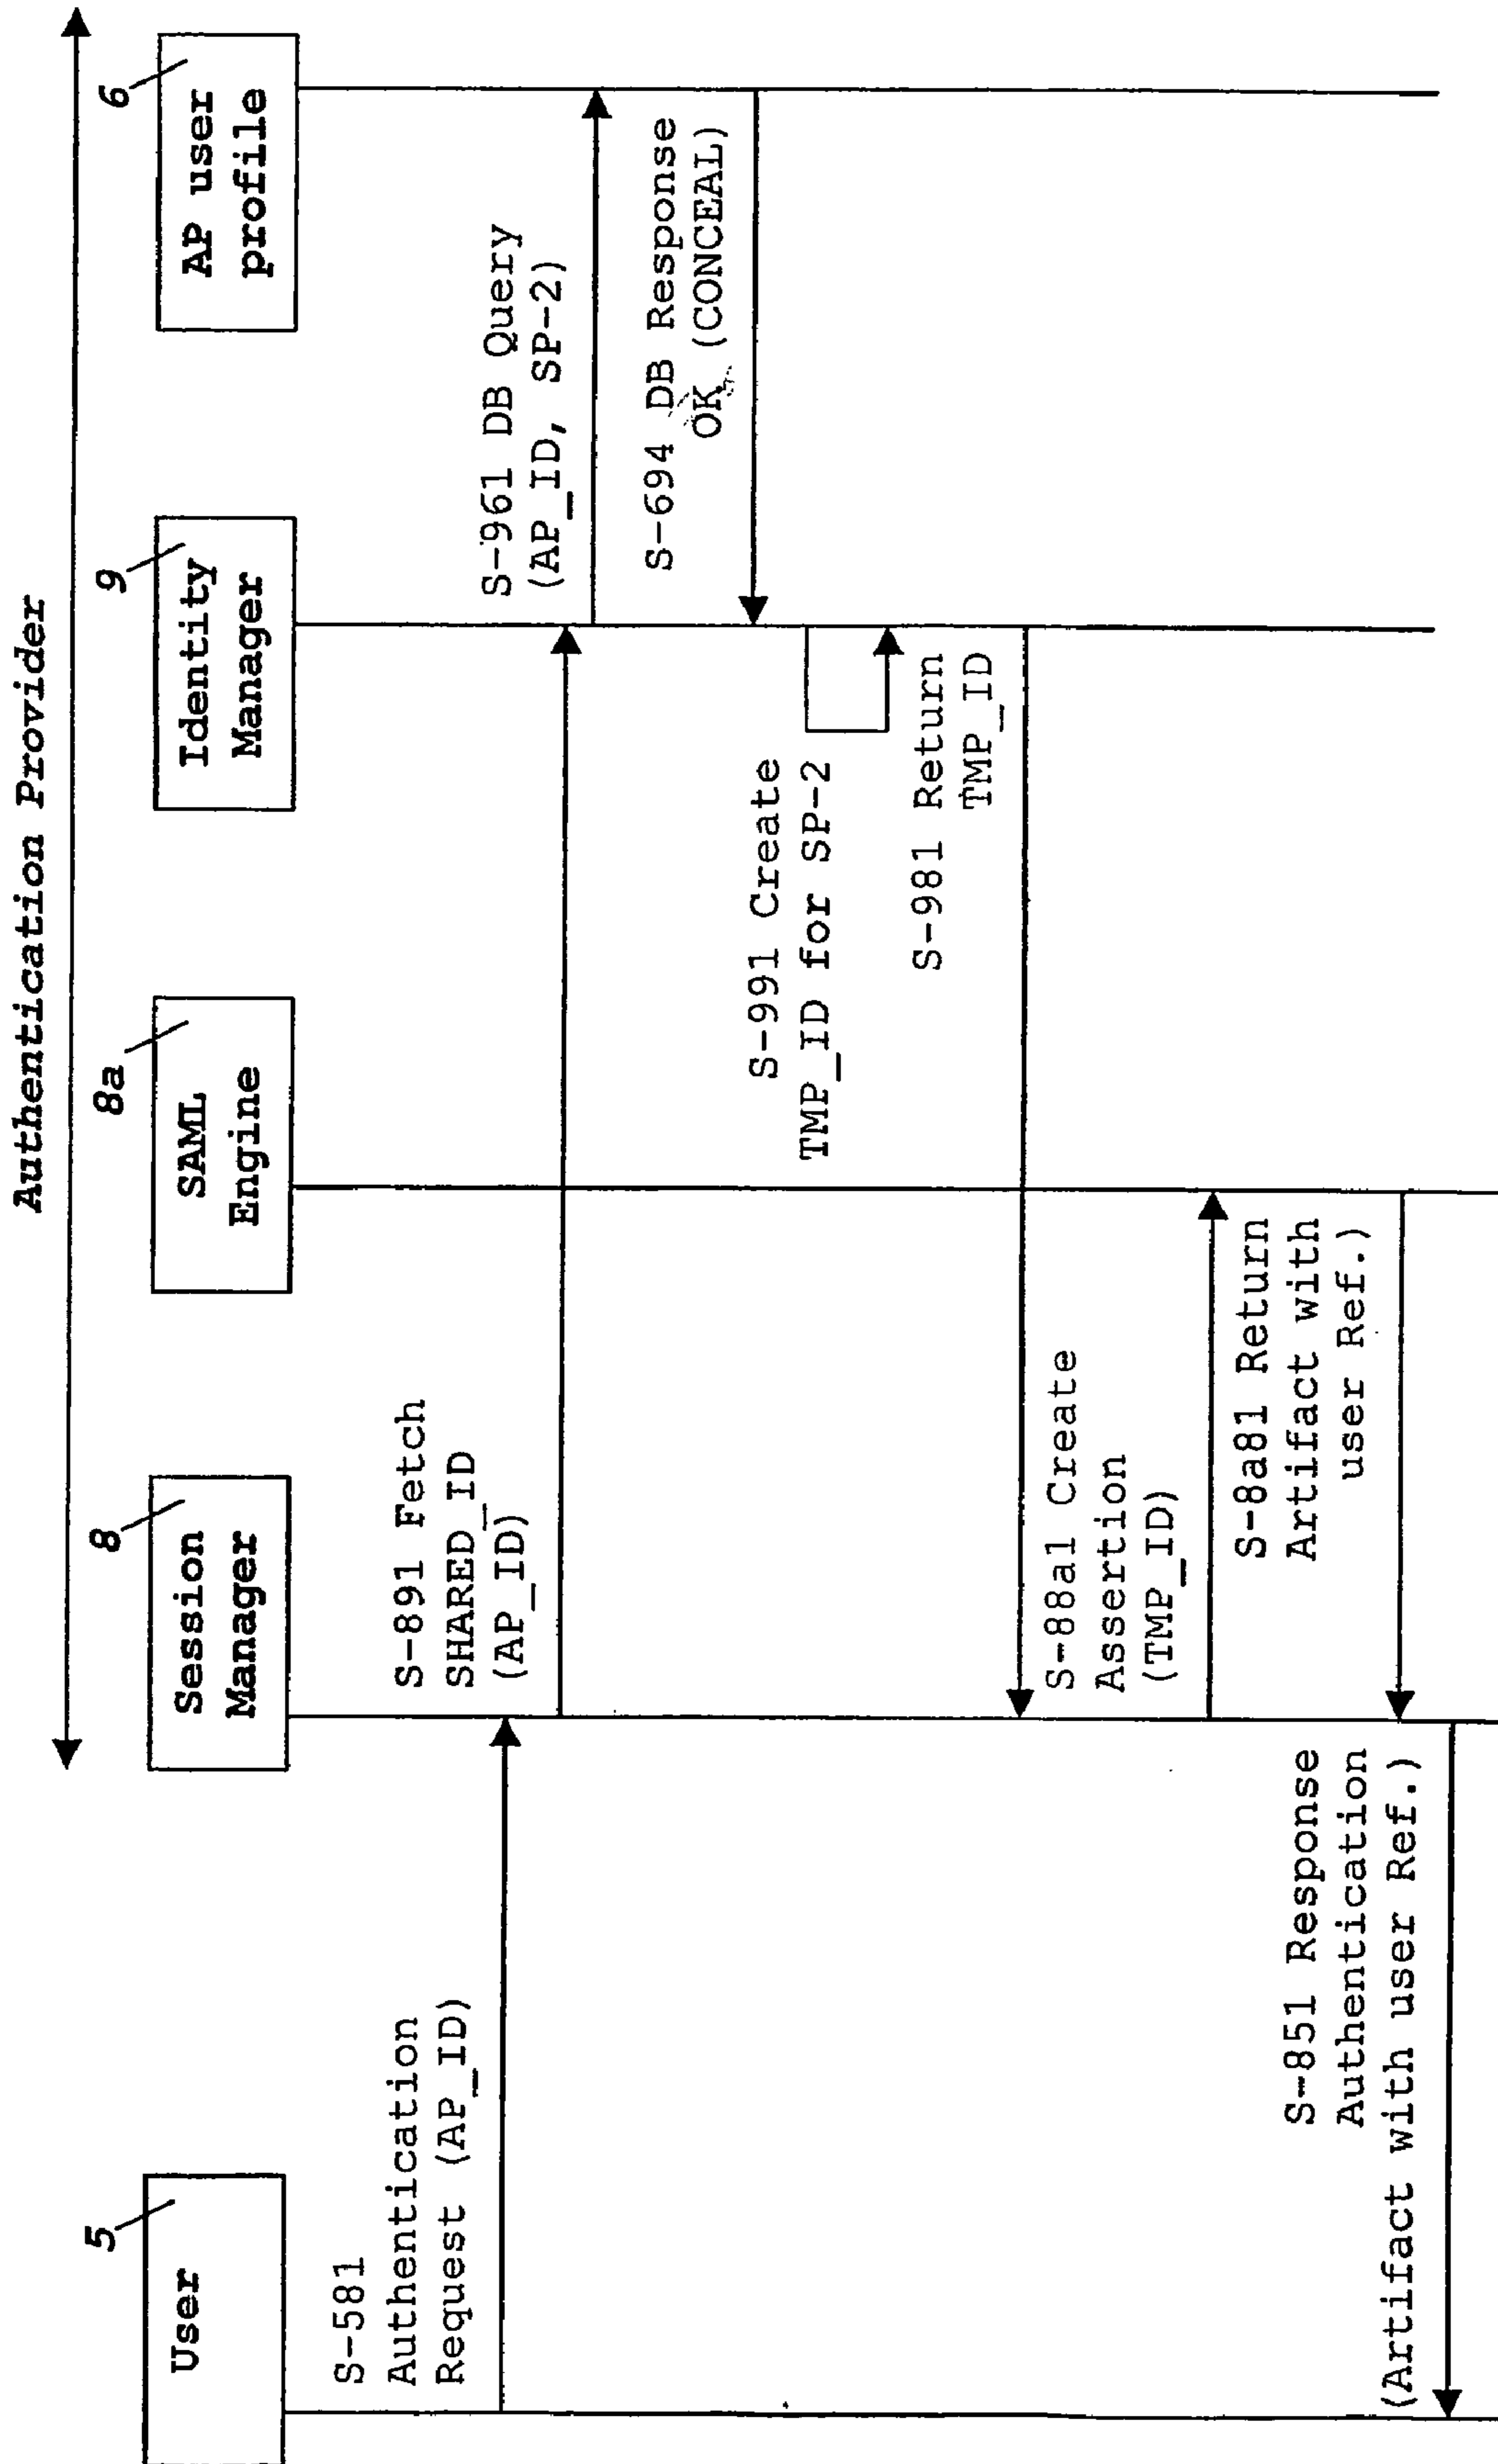 Authentication Provider
5
8
8a
9
6
User
Session
Manager
SAML
Engine
Identity
Manager
AP user
profile
S-581
Authentication
Request (AP_ID)
S-891 Fetch
SHARED_ID
(AP_ID)
S-961 DB Query
(AP_ID, SP-2)
S-694 DB Response
OK (CONCEAL)
S-991 Create
TMP_ID for SP-2
S-981 Return
TMP_ID
S-88a1 Create
Assertion
(TMP_ID)
S-8a81 Return
Artifact with
user Ref.)
S-851 Response
Authentication
(Artifact with user Ref.)